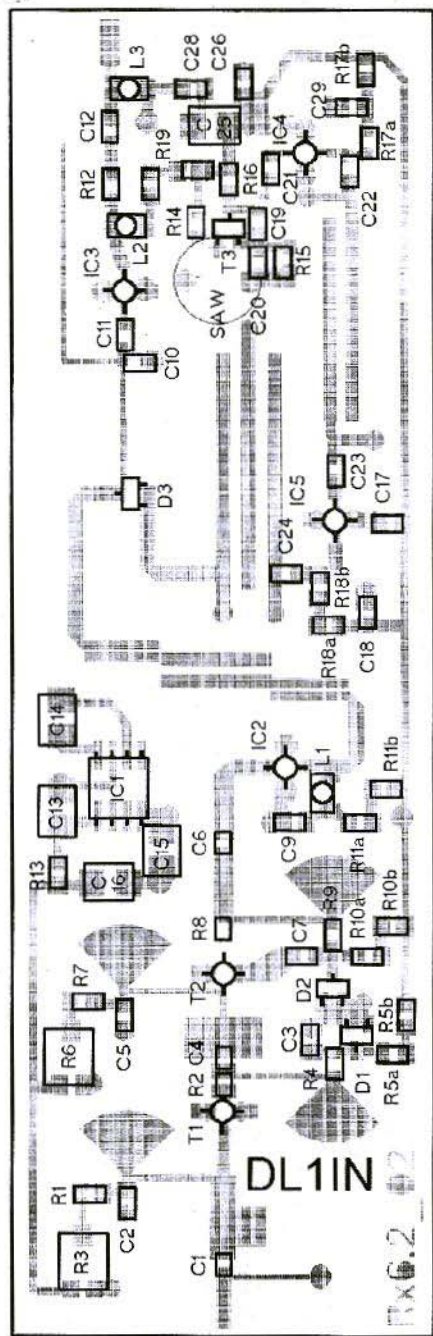 L3
C28
C26
R17b
C12
R19
C
25
IC4
C29
R17a
R12
R16
C21
C22
IC3
L2
R14
T3
C19
C11
SAW
C20
R15
C10
D3
IC5
C23
C24
C17
R18b
R18a
C18
C14
IC1
IC2
C13
L1
R11b
C15
C6
C9
R11a
R13
C
16
R8
R9
R10a
R10b
R7
C7
T2
D2
R6
C5
C4
C3
R5b
R2
R4
D1
R5a
T1
R1
DL1IN
C2
R3
C1
Rx6.2_02